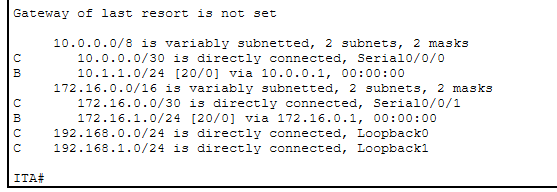 Gateway of last resort is not set
10.0.0.0/8 is variably subnetted, 2 subnets, 2 masks
C 10.0.0.0/30 is directly connected, Serial0/0/0
B 10.1.1.0/24 [20/0] via 10.0.0.1, 00:00:00
172.16.0.0/16 is variably subnetted, 2 subnets, 2 masks
C 172.16.0.0/30 is directly connected, Serial0/0/1
B 172.16.1.0/24 [20/0] via 172.16.0.1, 00:00:00
C 192.168.0.0/24 is directly connected, Loopback0
C 192.168.1.0/24 is directly connected, Loopback1
ITA#